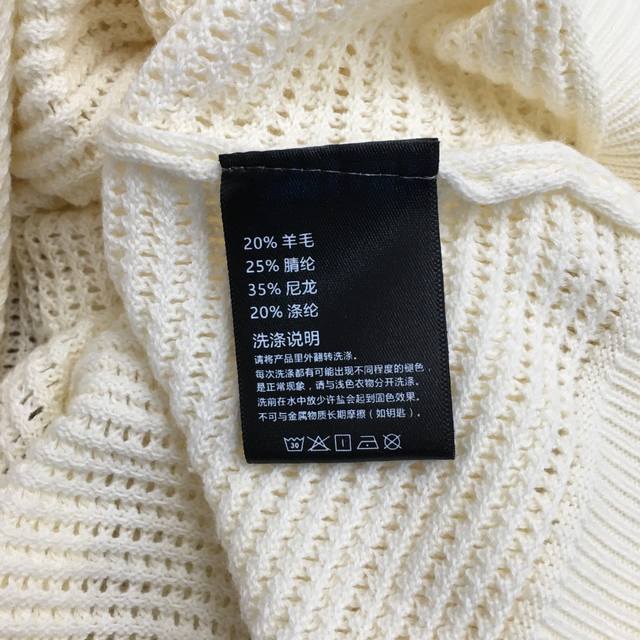 20% 羊毛
25% 腈纶
35% 尼龙
20% 涤纶
洗涤说明
请将产品里外翻转洗涤.
每次洗涤都有可能出现不同程度的褪色,
是正常现象，请与浅色衣物分开洗涤.
洗前在水中放少许盐会起到固色效果.
不可与金属物质长期摩擦（如钥匙）.
30